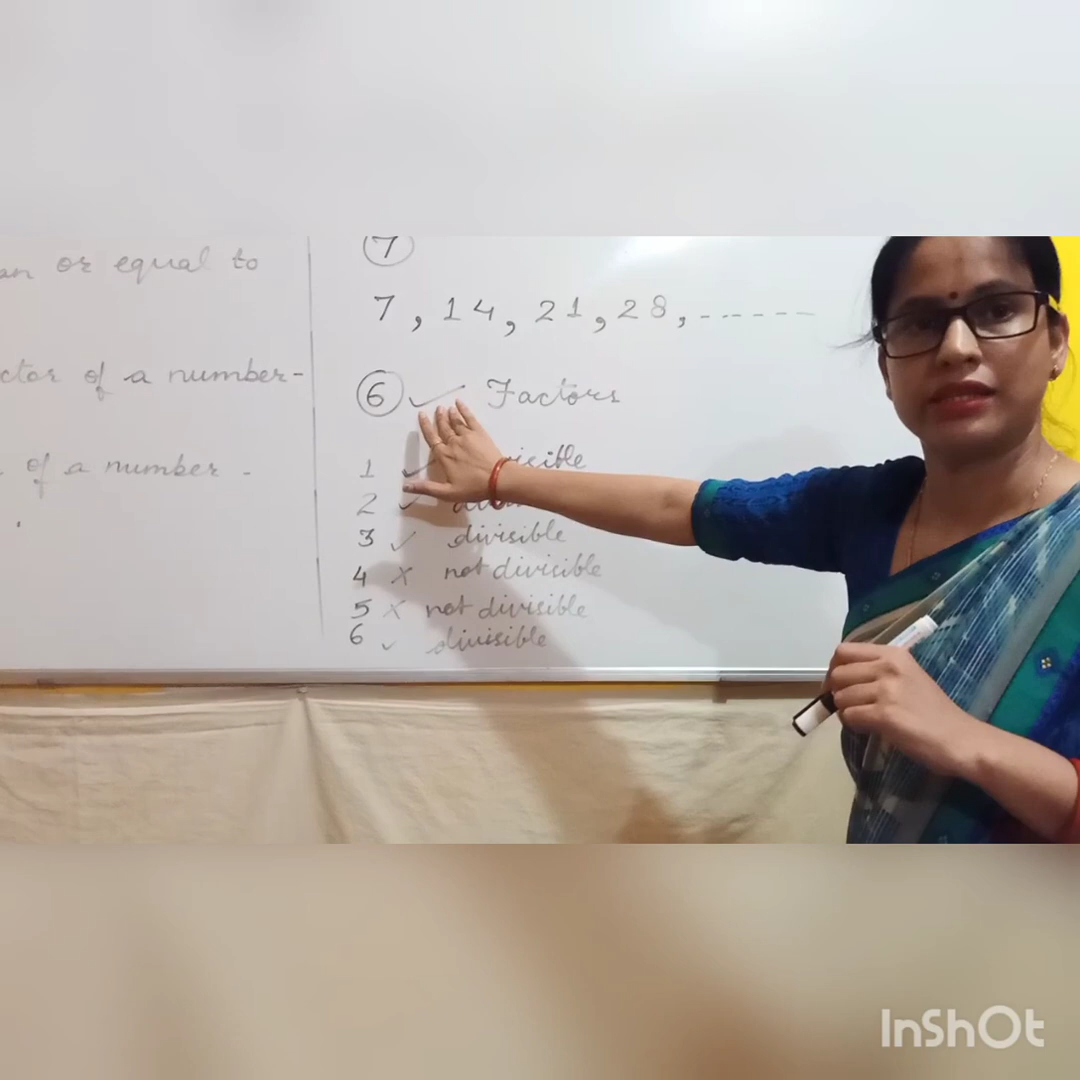 an or equal to
ctor of a number-
of a number -
7
7, 14, 21, 28, ------
6 ✓ Factors
1 ✓ visible
2 ✓
3 ✓ divisible
4 × not divisible
5 × not divisible
6 ✓ divisible
InShOt